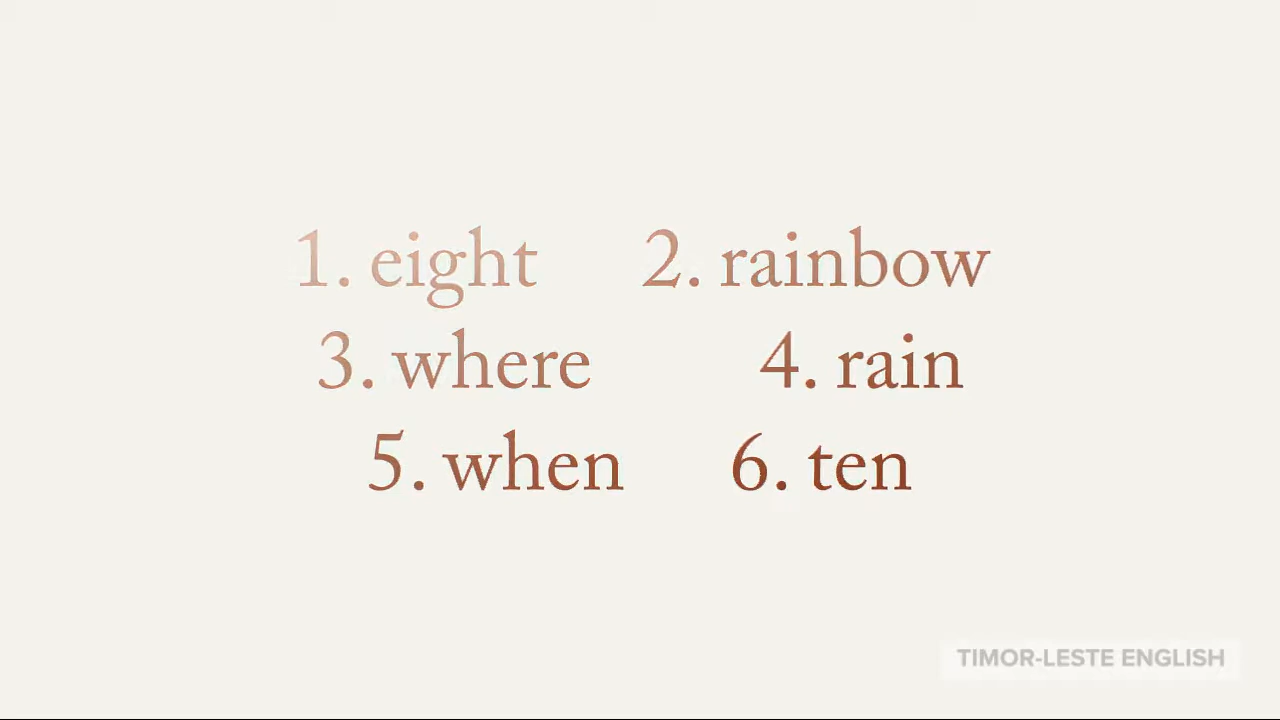 1. eight 2. rainbow
3. where 4. rain
5. when 6. ten
TIMOR-LESTE ENGLISH